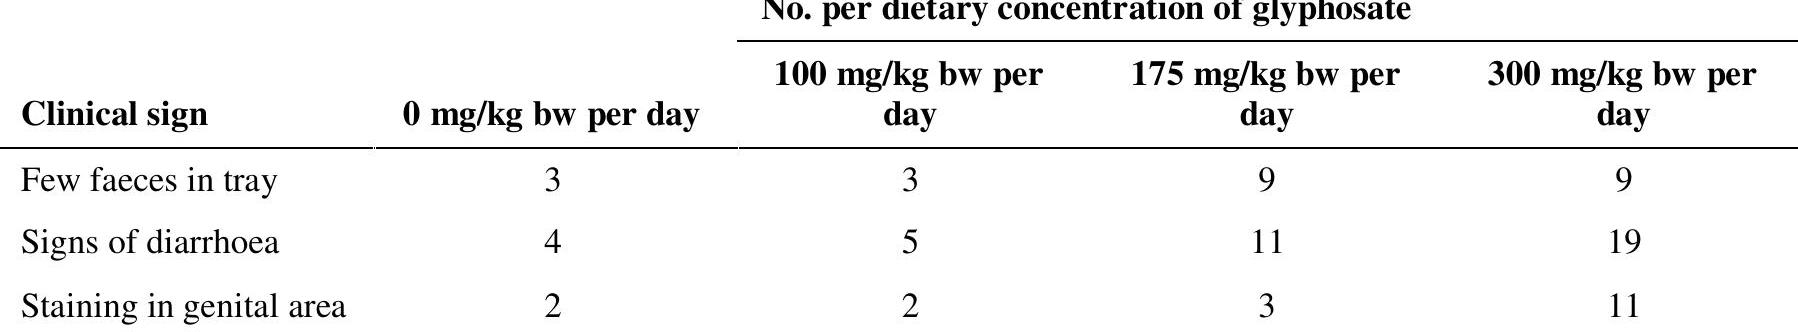 No. per dietary concentration of glyphosate
Clinical sign 0 mg/kg bw per day 100 mg/kg bw per day 175 mg/kg bw per day 300 mg/kg bw per day
Few faeces in tray 3 3 9 9
Signs of diarrhoea 4 5 11 19
Staining in genital area 2 2 3 11